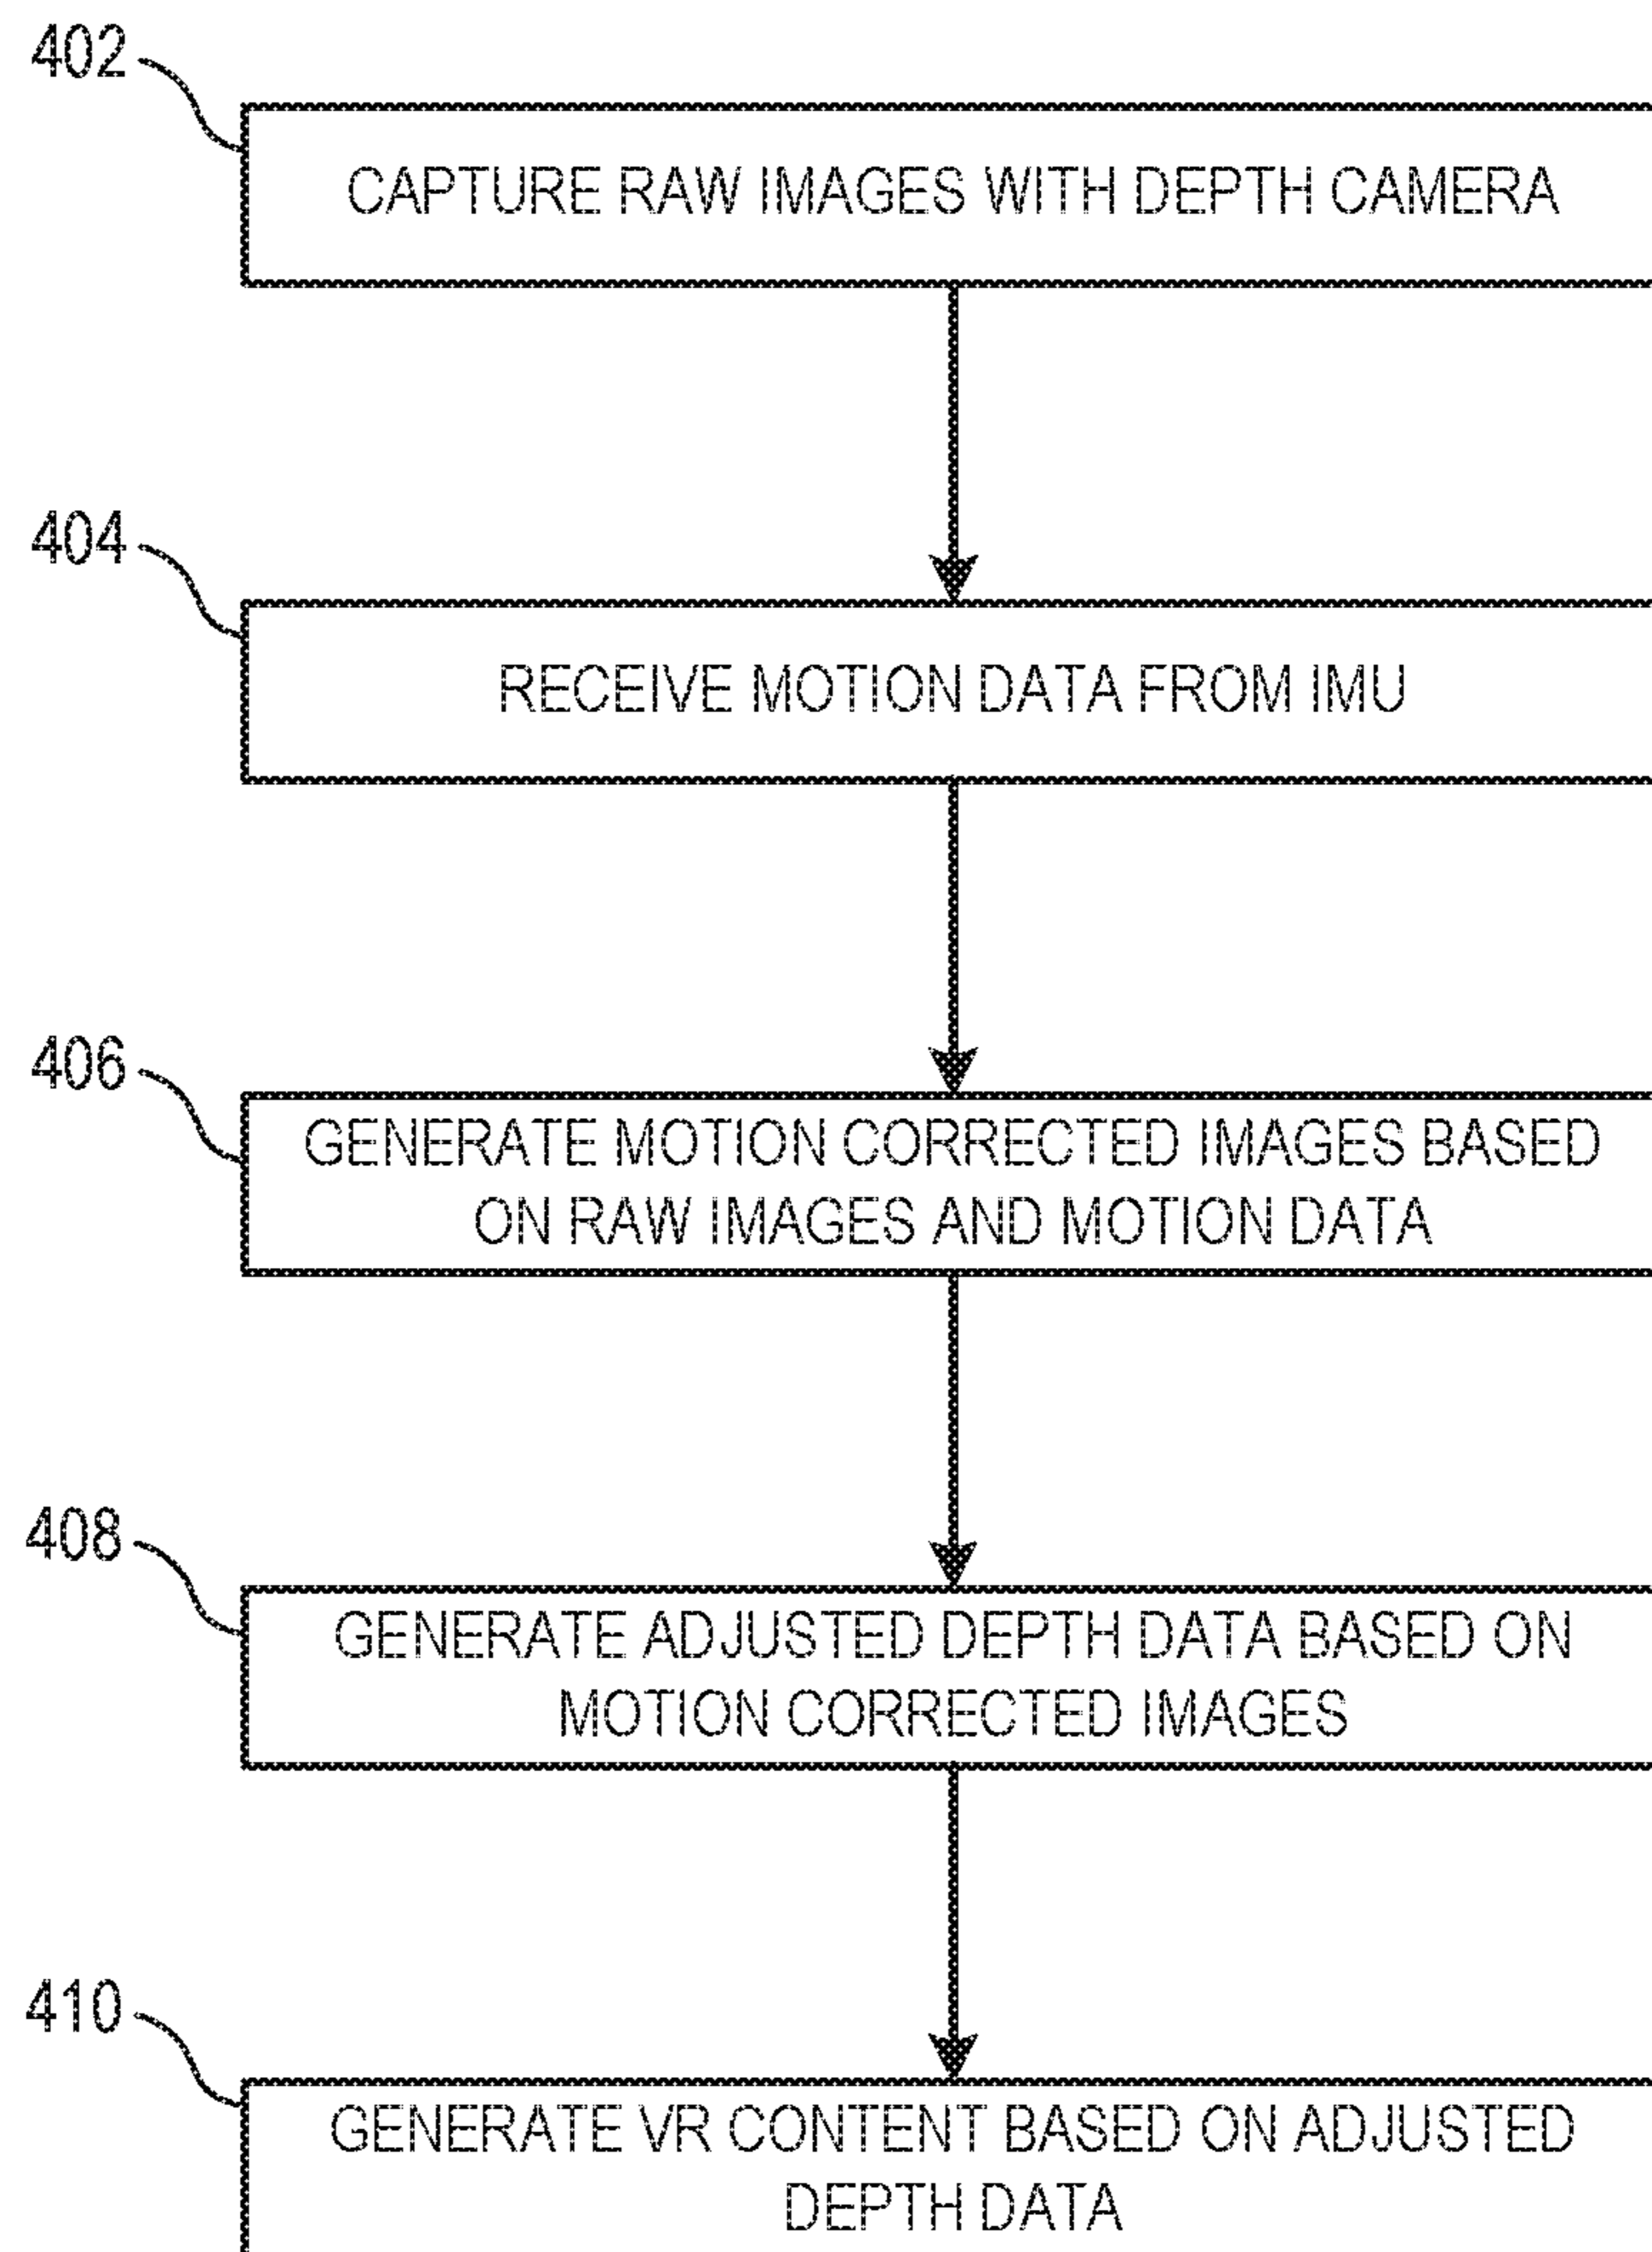 402
CAPTURE RAW IMAGES WITH DEPTH CAMERA
404
RECEIVE MOTION DATA FROM IMU
406
GENERATE MOTION CORRECTED IMAGES BASED
ON RAW IMAGES AND MOTION DATA
408
GENERATE ADJUSTED DEPTH DATA BASED ON
MOTION CORRECTED IMAGES
410
GENERATE VR CONTENT BASED ON ADJUSTED
DEPTH DATA